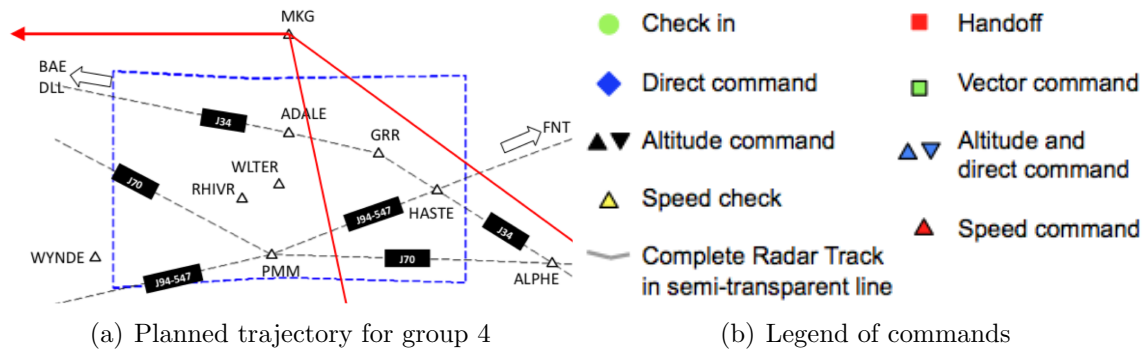 MKG
BAE
DLL
J34
ADALE
GRR
FNT
WLTER
RHIVR
J70
J94-547
HASTE
J34
WYNDE
J94-547
PMM
J70
ALPHE
(a) Planned trajectory for group 4
Check in
Handoff
Direct command
Vector command
Altitude command
Altitude and
direct command
Speed check
Speed command
Complete Radar Track
in semi-transparent line
(b) Legend of commands